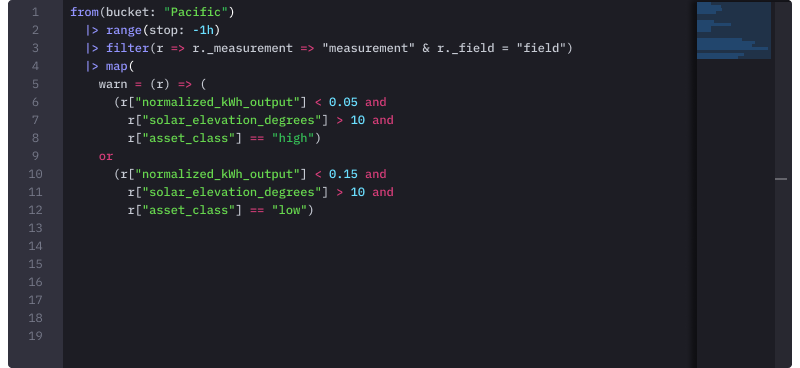 1 from(bucket: "Pacific")
2 |> range(stop: -1h)
3 |> filter(r => r._measurement => "measurement" & r._field = "field")
4 |> map(
5 warn = (r) => (
6 (r["normalized_kWh_output"] < 0.05 and
7 r["solar_elevation_degrees"] > 10 and
8 r["asset_class"] == "high")
9 or
10 (r["normalized_kWh_output"] < 0.15 and
11 r["solar_elevation_degrees"] > 10 and
12 r["asset_class"] == "low")
13
14
15
16
17
18
19